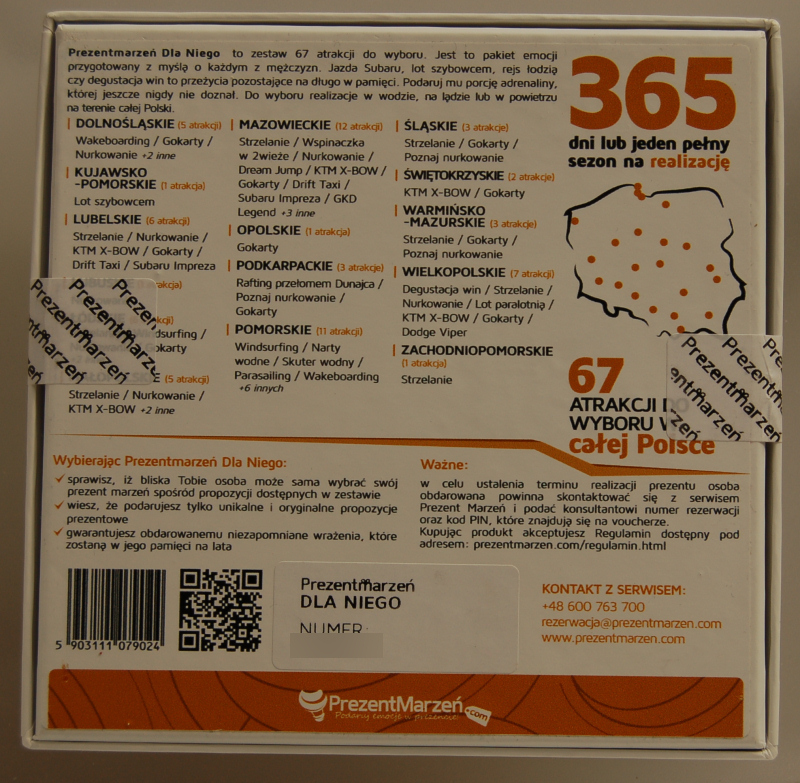 Prezentmarzeń Dla Niego to zestaw 67 atrakcji do wyboru. Jest to pakiet emocji
przygotowany z myślą o każdym z mężczyzn. Jazda Subaru, lot szybowcem, rejs łodzią
czy degustacja win to przeżycia pozostające na długo w pamięci. Podaruj mu porcję adrenaliny,
której jeszcze nigdy nie doznał. Do wyboru realizacje w wodzie, na lądzie lub w powietrzu
na terenie całej Polski.
DOLNOŚLĄSKIE (5 atrakcji)
Wakeboarding / Gokarty /
Nurkowanie +2 inne
KUJAWSKO
-POMORSKIE (1 atrakcja)
Lot szybowcem
LUBELSKIE (6 atrakcji)
Strzelanie / Nurkowanie /
KTM X-BOW / Gokarty /
Drift Taxi / Subaru Impreza
(5 atrakcji)
Strzelanie / Nurkowanie /
KTM X-BOW +2 inne
MAZOWIECKIE (12 atrakcji)
Strzelanie / Wspinaczka
w 2wieże / Nurkowanie /
Dream Jump / KTM X-BOW /
Gokarty / Drift Taxi /
Subaru Impreza / GKD
Legend +3 inne
OPOLSKIE (1 atrakcja)
Gokarty
PODKARPACKIE (3 atrakcje)
Rafting przełomem Dunajca /
Poznaj nurkowanie /
Gokarty
POMORSKIE (11 atrakcji)
Windsurfing / Narty
wodne / Skuter wodny /
Parasailing / Wakeboarding
+6 innych
ŚLĄSKIE (3 atrakcje)
Strzelanie / Gokarty /
Poznaj nurkowanie
ŚWIĘTOKRZYSKIE (2 atrakcje)
KTM X-BOW / Gokarty
WARMIŃSKO
-MAZURSKIE (3 atrakcje)
Strzelanie / Gokarty /
Poznaj nurkowanie
WIELKOPOLSKIE (7 atrakcji)
Degustacja win / Strzelanie /
Nurkowanie / Lot paralotnią /
KTM X-BOW / Gokarty /
Dodge Viper
ZACHODNIOPOMORSKIE
(1 atrakcja)
Strzelanie
365
dni lub jeden pełny
sezon na realizację
67
ATRAKCJI DO
WYBORU W
całej Polsce
PrezentMarzeń
PrezentMarzeń
PrezentMarzeń
PrezentMarzeń
Wybierając Prezentmarzeń Dla Niego:
sprawisz, iż bliska Tobie osoba może sama wybrać swój
prezent marzeń spośród propozycji dostępnych w zestawie
wiesz, że podarujesz tylko unikalne i oryginalne propozycje
prezentowe
gwarantujesz obdarowanemu niezapomniane wrażenia, które
zostaną w jego pamięci na lata
Ważne:
w celu ustalenia terminu realizacji prezentu osoba
obdarowana powinna skontaktować się z serwisem
Prezent Marzeń i podać konsultantowi numer rezerwacji
oraz kod PIN, które znajdują się na voucherze.
Kupując produkt akceptujesz Regulamin dostępny pod
adresem: prezentmarzen.com/regulamin.html
5 903111 079024
PrezentMarzeń
DLA NIEGO
NUMER:
KONTAKT Z SERWISEM:
+48 600 763 700
rezerwacja@prezentmarzen.com
www.prezentmarzen.com
PrezentMarzeń
.com
Podaruj emocje w prezencie!